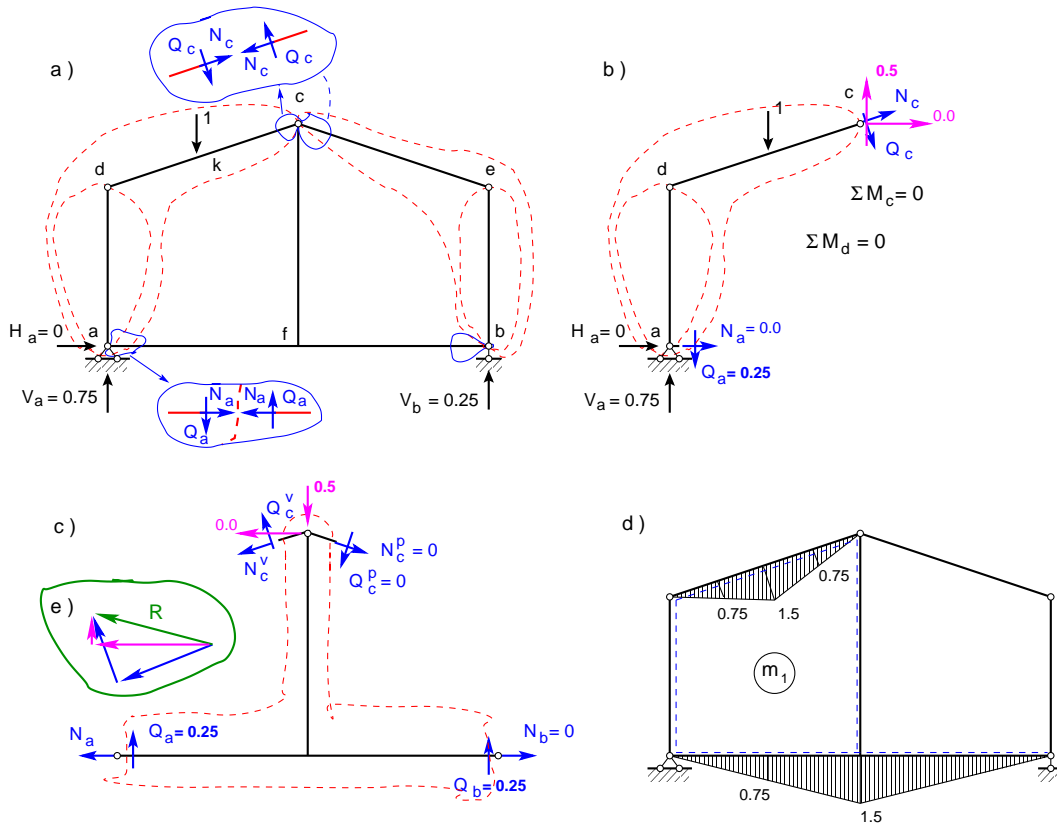 a )
Q c
N c
N c
Q c
c
1
d
k
e
H a = 0
a
f
b
V a = 0.75
V b = 0.25
N a
N a
Q a
Q a
b )
0.5
c
N c
0.0
1
Q c
d
Σ M c = 0
Σ M d = 0
H a = 0
a
N a = 0.0
Q a = 0.25
V a = 0.75
c )
0.5
Q c v
0.0
N c p = 0
N c v
Q c p = 0
e )
R
N a
Q a = 0.25
N b = 0
Q b = 0.25
d )
0.75
0.75
1.5
m 1
0.75
1.5